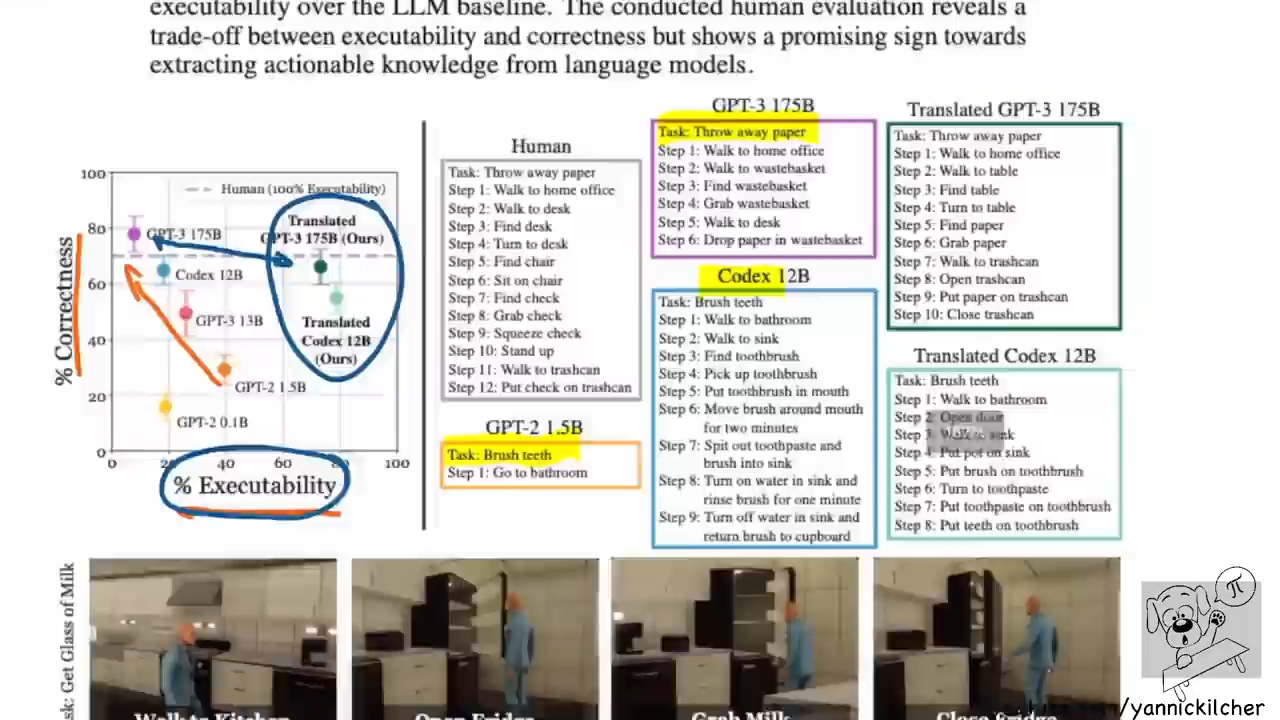 executability over the LLM baseline. The conducted human evaluation reveals a
trade-off between executability and correctness but shows a promising sign towards
extracting actionable knowledge from language models.
% Correctness
100
80
60
40
20
0
Human (100% Executability)
GPT-3 175B
Translated
GPT-3 175B (Ours)
Codex 12B
GPT-3 13B
Translated
Codex 12B
(Ours)
GPT-2 1.5B
GPT-2 0.1B
0
20
40
60
80
100
% Executability
Human
Task: Throw away paper
Step 1: Walk to home office
Step 2: Walk to desk
Step 3: Find desk
Step 4: Turn to desk
Step 5: Find chair
Step 6: Sit on chair
Step 7: Find check
Step 8: Grab check
Step 9: Squeeze check
Step 10: Stand up
Step 11: Walk to trashcan
Step 12: Put check on trashcan
GPT-2 1.5B
Task: Brush teeth
Step 1: Go to bathroom
GPT-3 175B
Task: Throw away paper
Step 1: Walk to home office
Step 2: Walk to wastebasket
Step 3: Find wastebasket
Step 4: Grab wastebasket
Step 5: Walk to desk
Step 6: Drop paper in wastebasket
Codex 12B
Task: Brush teeth
Step 1: Walk to bathroom
Step 2: Walk to sink
Step 3: Find toothbrush
Step 4: Pick up toothbrush
Step 5: Put toothbrush in mouth
Step 6: Move brush around mouth
for two minutes
Step 7: Spit out toothpaste and
brush into sink
Step 8: Turn on water in sink and
rinse brush for one minute
Step 9: Turn off water in sink and
return brush to cupboard
Translated GPT-3 175B
Task: Throw away paper
Step 1: Walk to home office
Step 2: Walk to table
Step 3: Find table
Step 4: Turn to table
Step 5: Find paper
Step 6: Grab paper
Step 7: Walk to trashcan
Step 8: Open trashcan
Step 9: Put paper on trashcan
Step 10: Close trashcan
Translated Codex 12B
Task: Brush teeth
Step 1: Walk to bathroom
Step 2: Open door
Step 3: Walk to sink
Step 4: Put pot on sink
Step 5: Put brush on toothbrush
Step 6: Turn to toothpaste
Step 7: Put toothpaste on toothbrush
Step 8: Put teeth on toothbrush
sk: Get Glass of Milk
Walk to Kitchen
Open Fridge
Grab Milk
Close Fridge
π
/yannickilcher